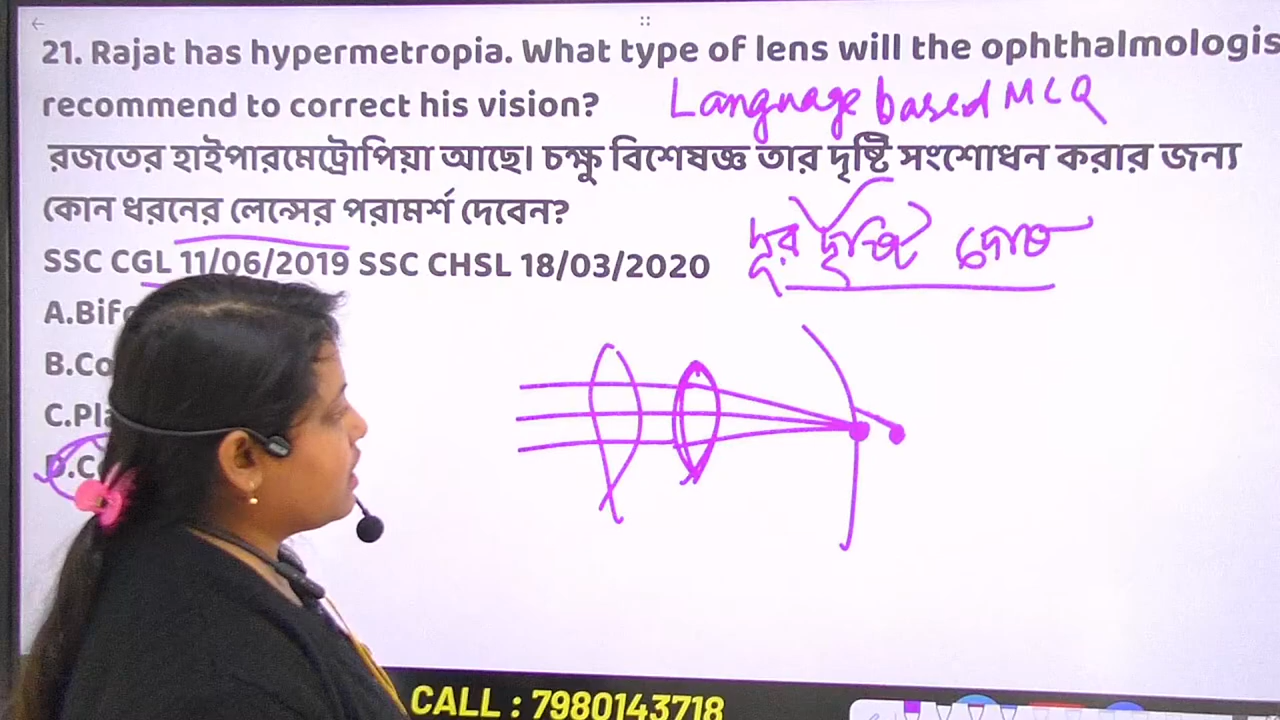 21. Rajat has hypermetropia. What type of lens will the ophthalmologis
recommend to correct his vision?
Language based MCQ
রজতের হাইপারমেট্রোপিয়া আছে। চক্ষু বিশেষজ্ঞ তার দৃষ্টি সংশোধন করার জন্য
কোন ধরনের লেন্সের পরামর্শ দেবেন?
দূর দৃষ্টি
SSC CGL 11/06/2019 SSC CHSL 18/03/2020
A.Bif
B.Co
C.Pla
D.C
CALL : 7980143718